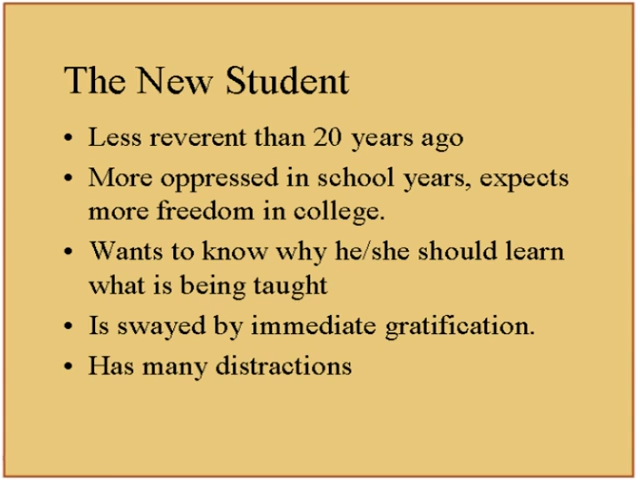 The New Student
• Less reverent than 20 years ago
• More oppressed in school years, expects
more freedom in college.
• Wants to know why he/she should learn
what is being taught
• Is swayed by immediate gratification.
• Has many distractions